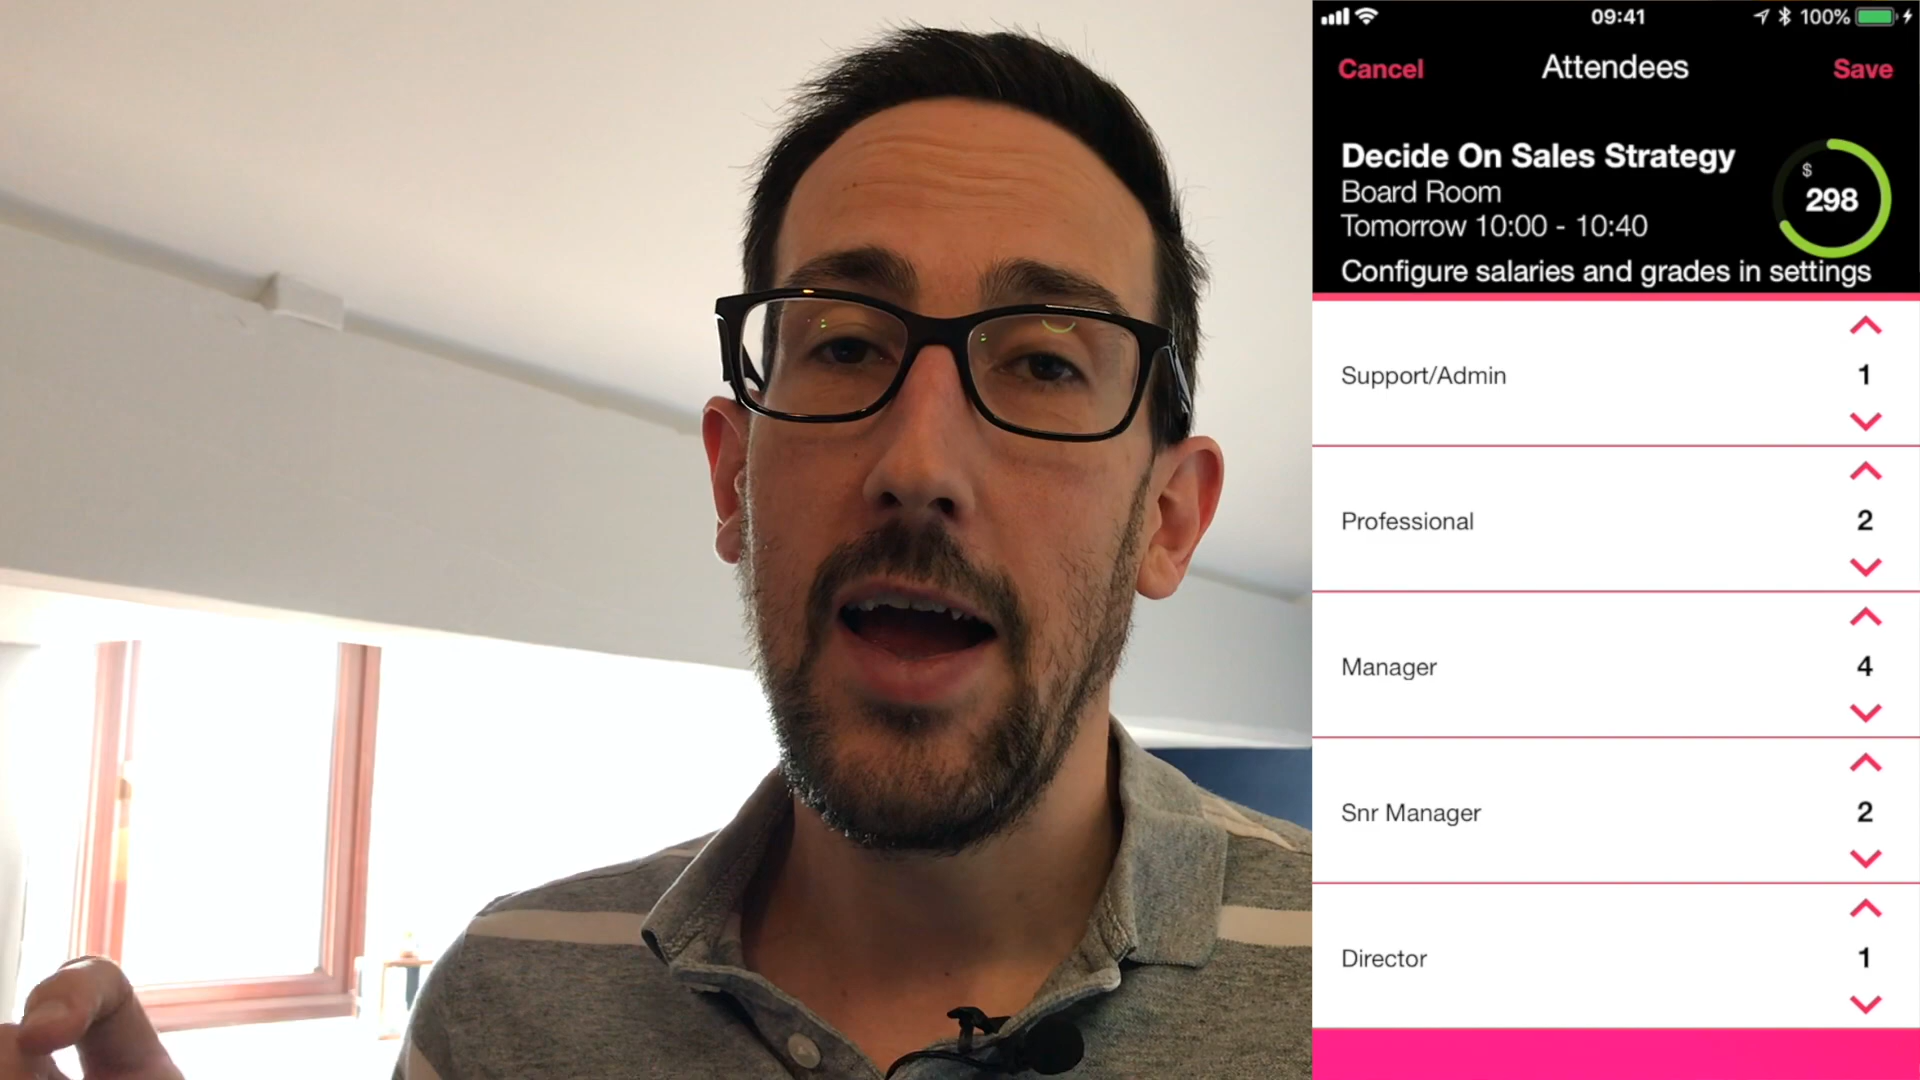 09:41
100%
Cancel
Attendees
Save
Decide On Sales Strategy
$
298
Board Room
Tomorrow 10:00 - 10:40
Configure salaries and grades in settings
Support/Admin
1
Professional
2
Manager
4
Snr Manager
2
Director
1